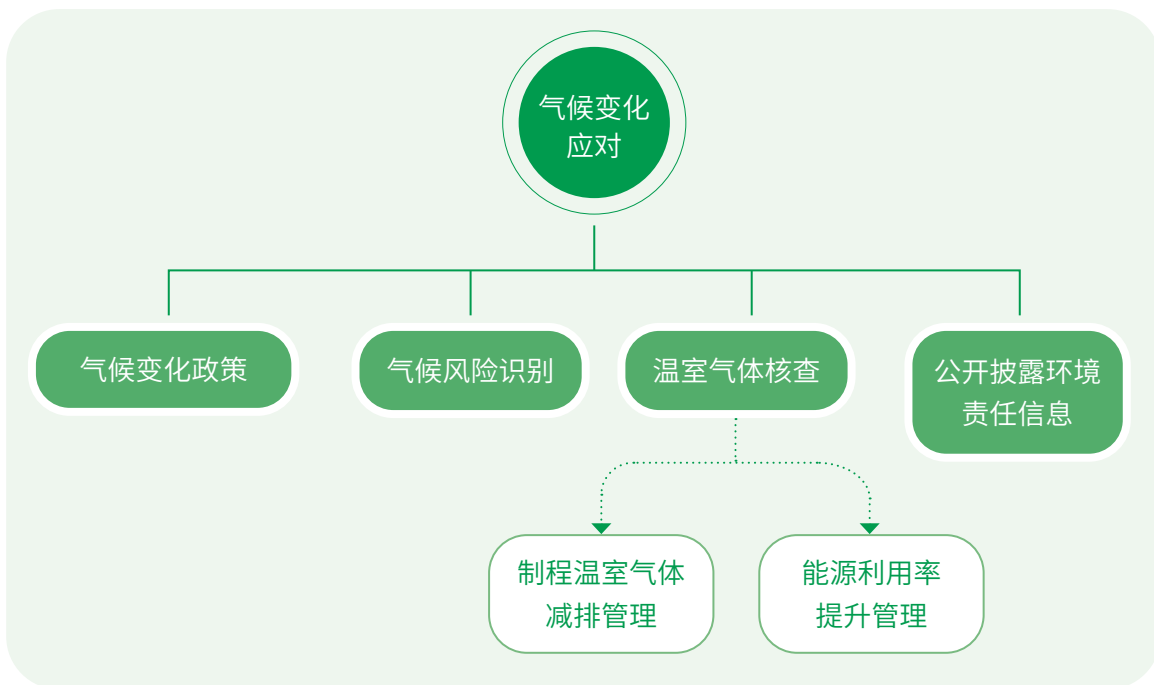 气候变化
应对
气候变化政策
气候风险识别
温室气体核查
公开披露环境
责任信息
制程温室气体
减排管理
能源利用率
提升管理